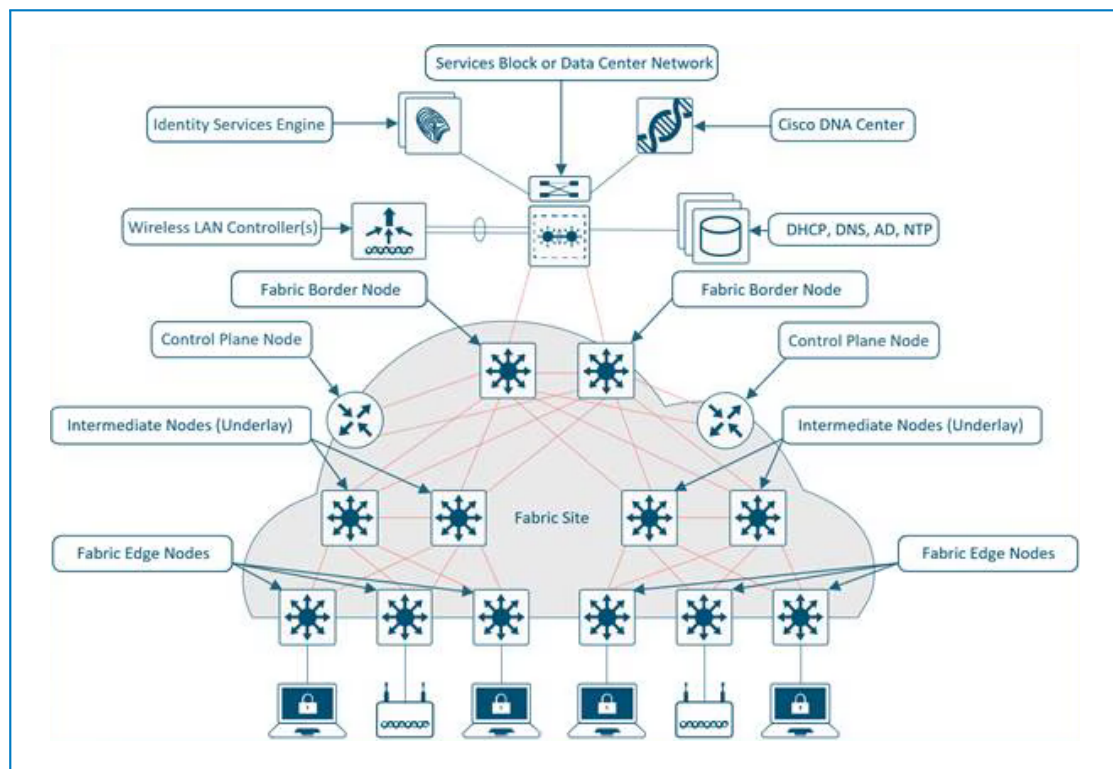 Services Block or Data Center Network
Identity Services Engine
Cisco DNA Center
Wireless LAN Controller(s)
DHCP, DNS, AD, NTP
Fabric Border Node
Fabric Border Node
Control Plane Node
Control Plane Node
Intermediate Nodes (Underlay)
Intermediate Nodes (Underlay)
Fabric Site
Fabric Edge Nodes
Fabric Edge Nodes